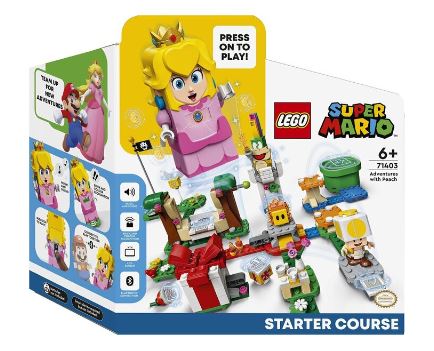 TEAM UP
FOR NEW
ADVENTURES!
PRESS
ON TO
PLAY!
LEGO
SUPER
MARIO
6+
71403
Adventures
with Peach
STARTER COURSE